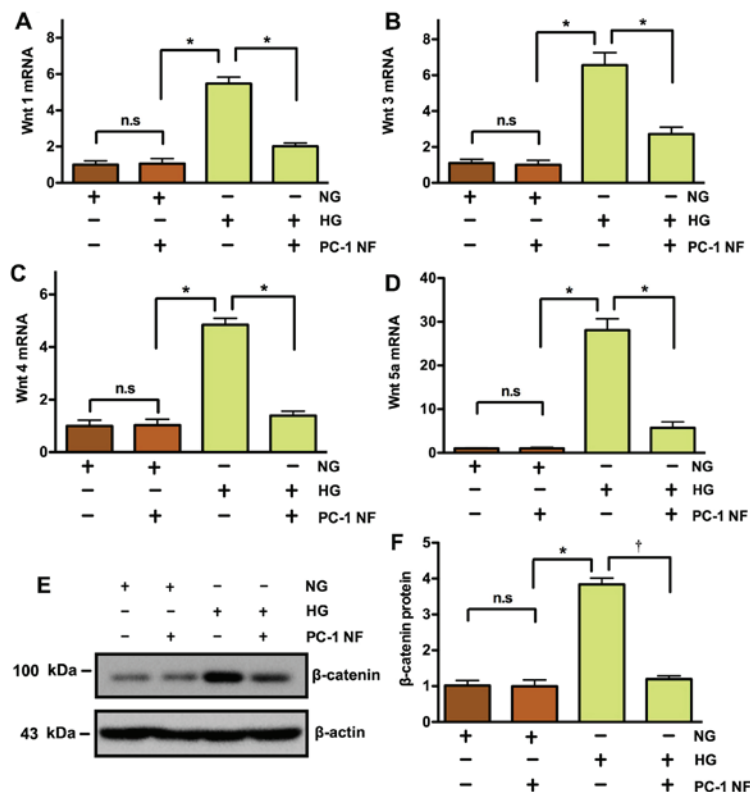 A
Wnt 1 mRNA
8
6
4
2
0
n.s
*
*
+ + – – NG
– – + + HG
– + – + PC-1 NF
B
Wnt 3 mRNA
8
6
4
2
0
n.s
*
*
+ + – – NG
– – + + HG
– + – + PC-1 NF
C
Wnt 4 mRNA
6
4
2
0
n.s
*
*
+ + – – NG
– – + + HG
– + – + PC-1 NF
D
Wnt 5a mRNA
40
30
20
10
0
n.s
*
*
+ + – – NG
– – + + HG
– + – + PC-1 NF
E
+ + – – NG
– – + + HG
– + – + PC-1 NF
100 kDa –
β-catenin
43 kDa –
β-actin
F
β-catenin protein
5
4
3
2
1
0
n.s
*
†
+ + – – NG
– – + + HG
– + – + PC-1 NF